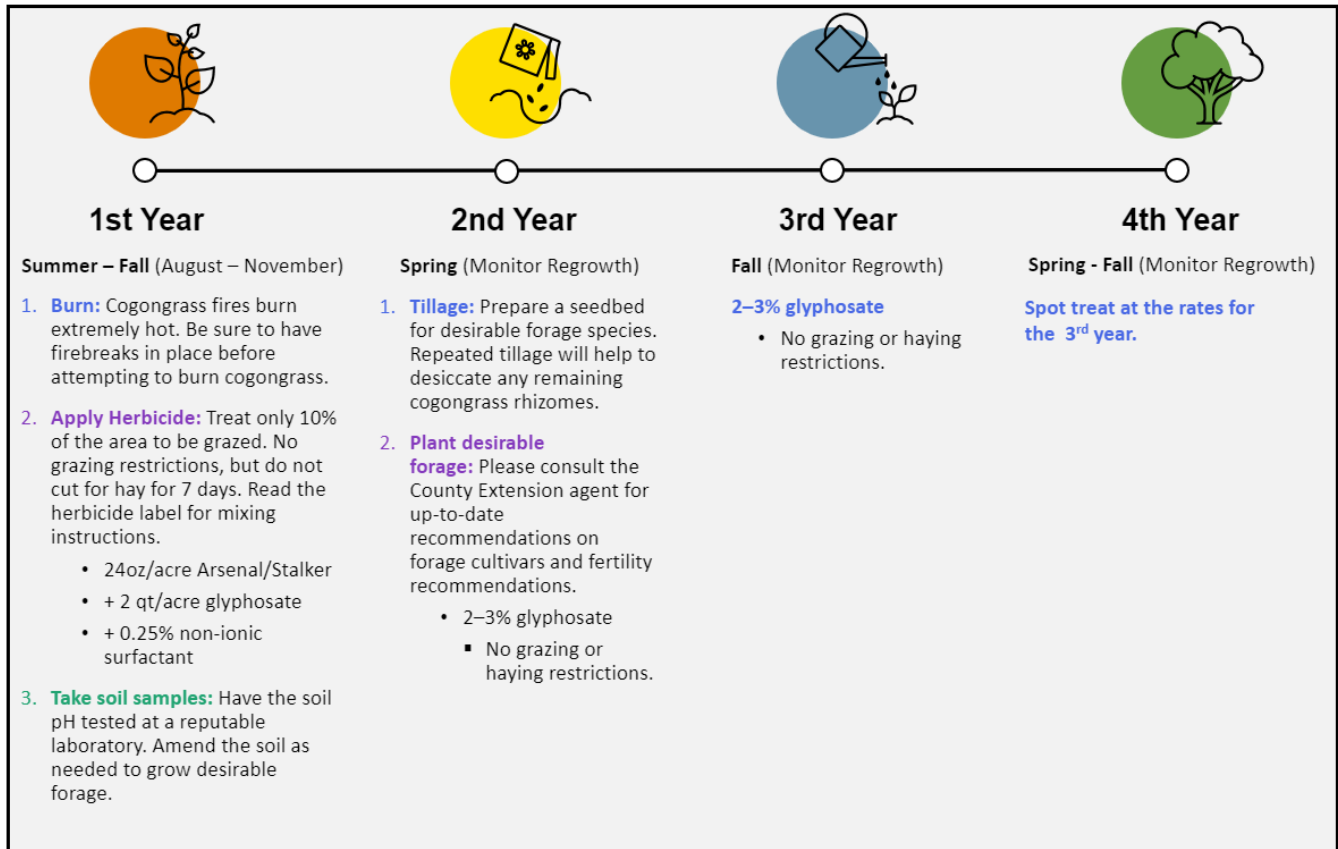 1st Year
Summer – Fall (August – November)
1. Burn: Cogongrass fires burn
extremely hot. Be sure to have
firebreaks in place before
attempting to burn cogongrass.
2. Apply Herbicide: Treat only 10%
of the area to be grazed. No
grazing restrictions, but do not
cut for hay for 7 days. Read the
herbicide label for mixing
instructions.
• 24oz/acre Arsenal/Stalker
• + 2 qt/acre glyphosate
• + 0.25% non-ionic
surfactant
3. Take soil samples: Have the soil
pH tested at a reputable
laboratory. Amend the soil as
needed to grow desirable
forage.
2nd Year
Spring (Monitor Regrowth)
1. Tillage: Prepare a seedbed
for desirable forage species.
Repeated tillage will help to
desiccate any remaining
cogongrass rhizomes.
2. Plant desirable
forage: Please consult the
County Extension agent for
up-to-date
recommendations on
forage cultivars and fertility
recommendations.
• 2–3% glyphosate
▪ No grazing or
haying restrictions.
3rd Year
Fall (Monitor Regrowth)
2–3% glyphosate
• No grazing or haying
restrictions.
4th Year
Spring - Fall (Monitor Regrowth)
Spot treat at the rates for
the 3rd year.